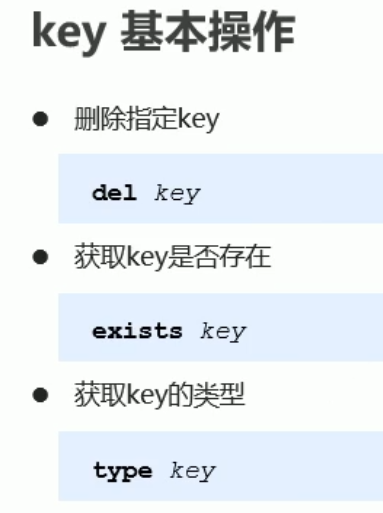 key 基本操作
● 删除指定key
del key
● 获取key是否存在
exists key
● 获取key的类型
type key